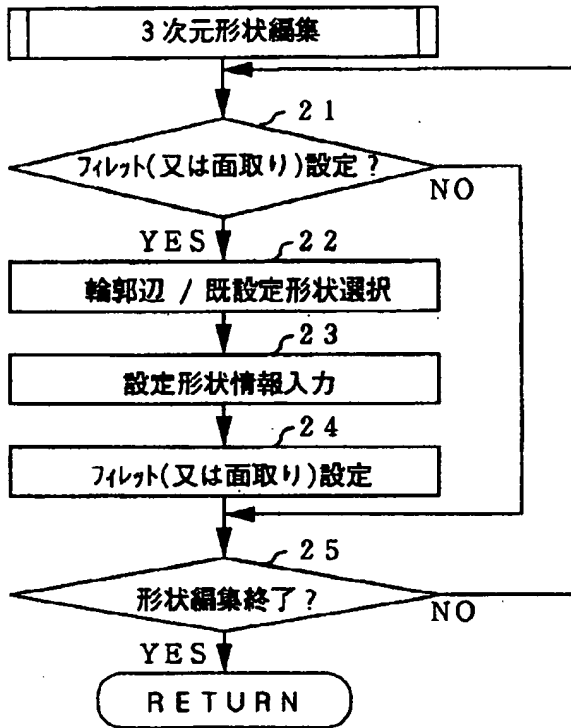 3次元形状編集
21
フィレット(又は面取り)設定?
NO
YES
22
輪郭辺 / 既設定形状選択
23
設定形状情報入力
24
フィレット(又は面取り)設定
25
形状編集終了?
NO
YES
RETURN